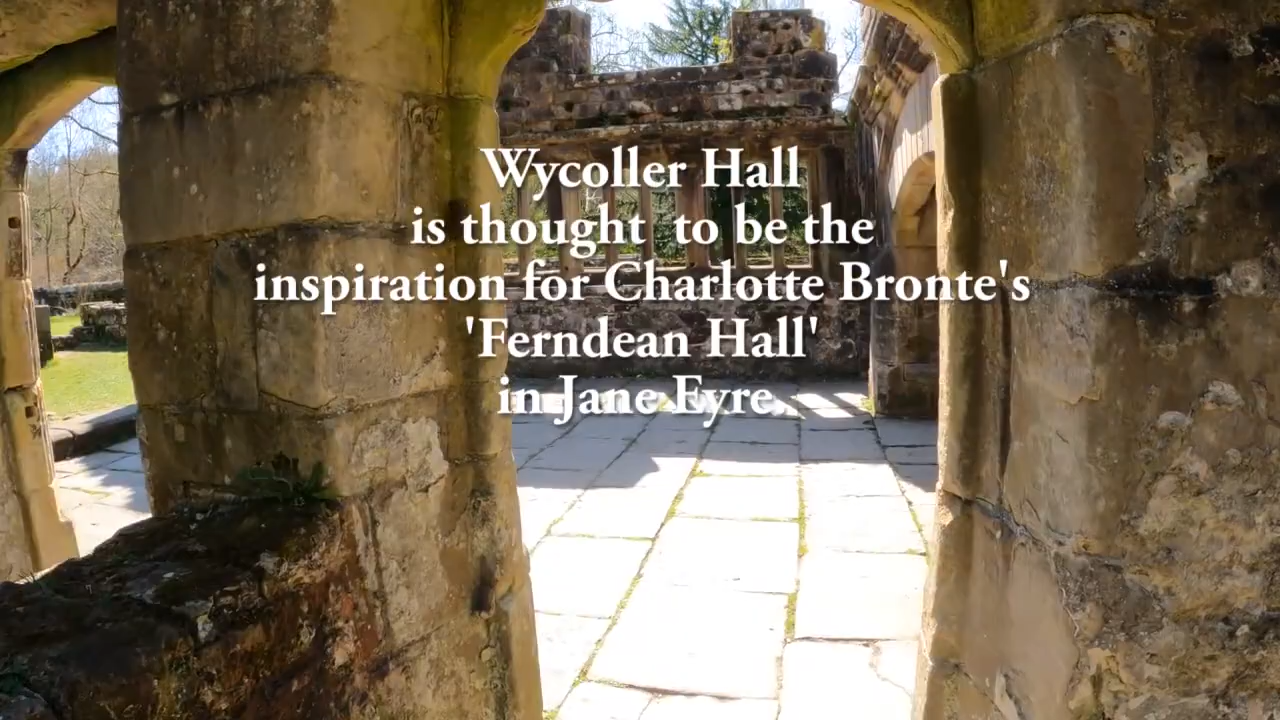 Wycoller Hall
is thought  to be the
inspiration for Charlotte Bronte's
'Ferndean Hall'
in Jane Eyre.